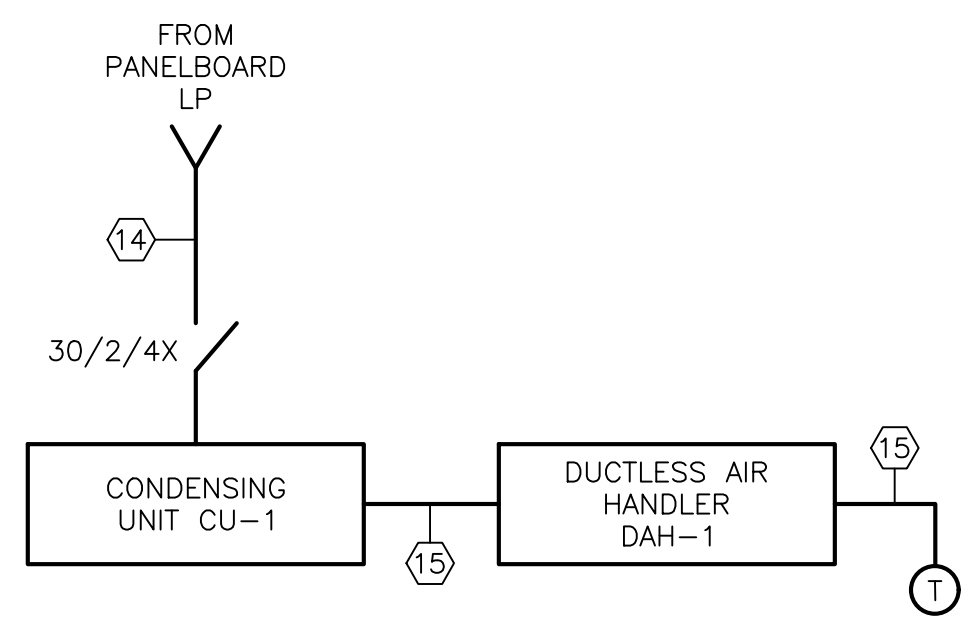 FROM
PANELBOARD
LP
14
30/2/4X
CONDENSING
UNIT CU-1
15
DUCTLESS AIR
HANDLER
DAH-1
15
T